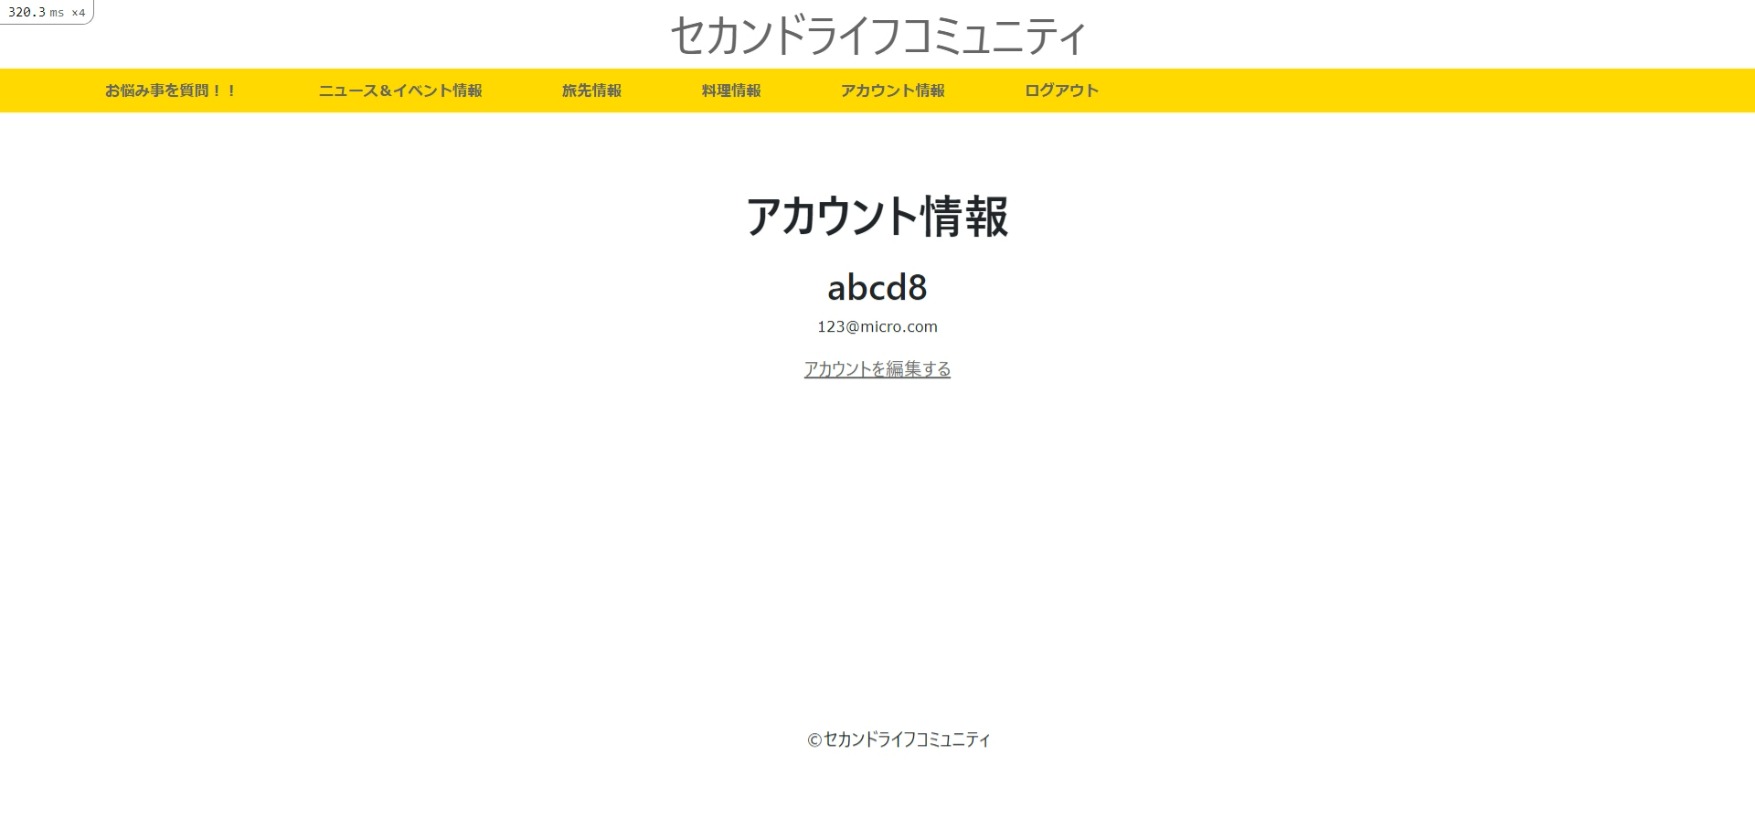 320.3 ms ×4
セカンドライフコミュニティ
お悩み事を質問！！ ニュース＆イベント情報 旅先情報 料理情報 アカウント情報 ログアウト
アカウント情報
abcd8
123@micro.com
アカウントを編集する
©セカンドライフコミュニティ